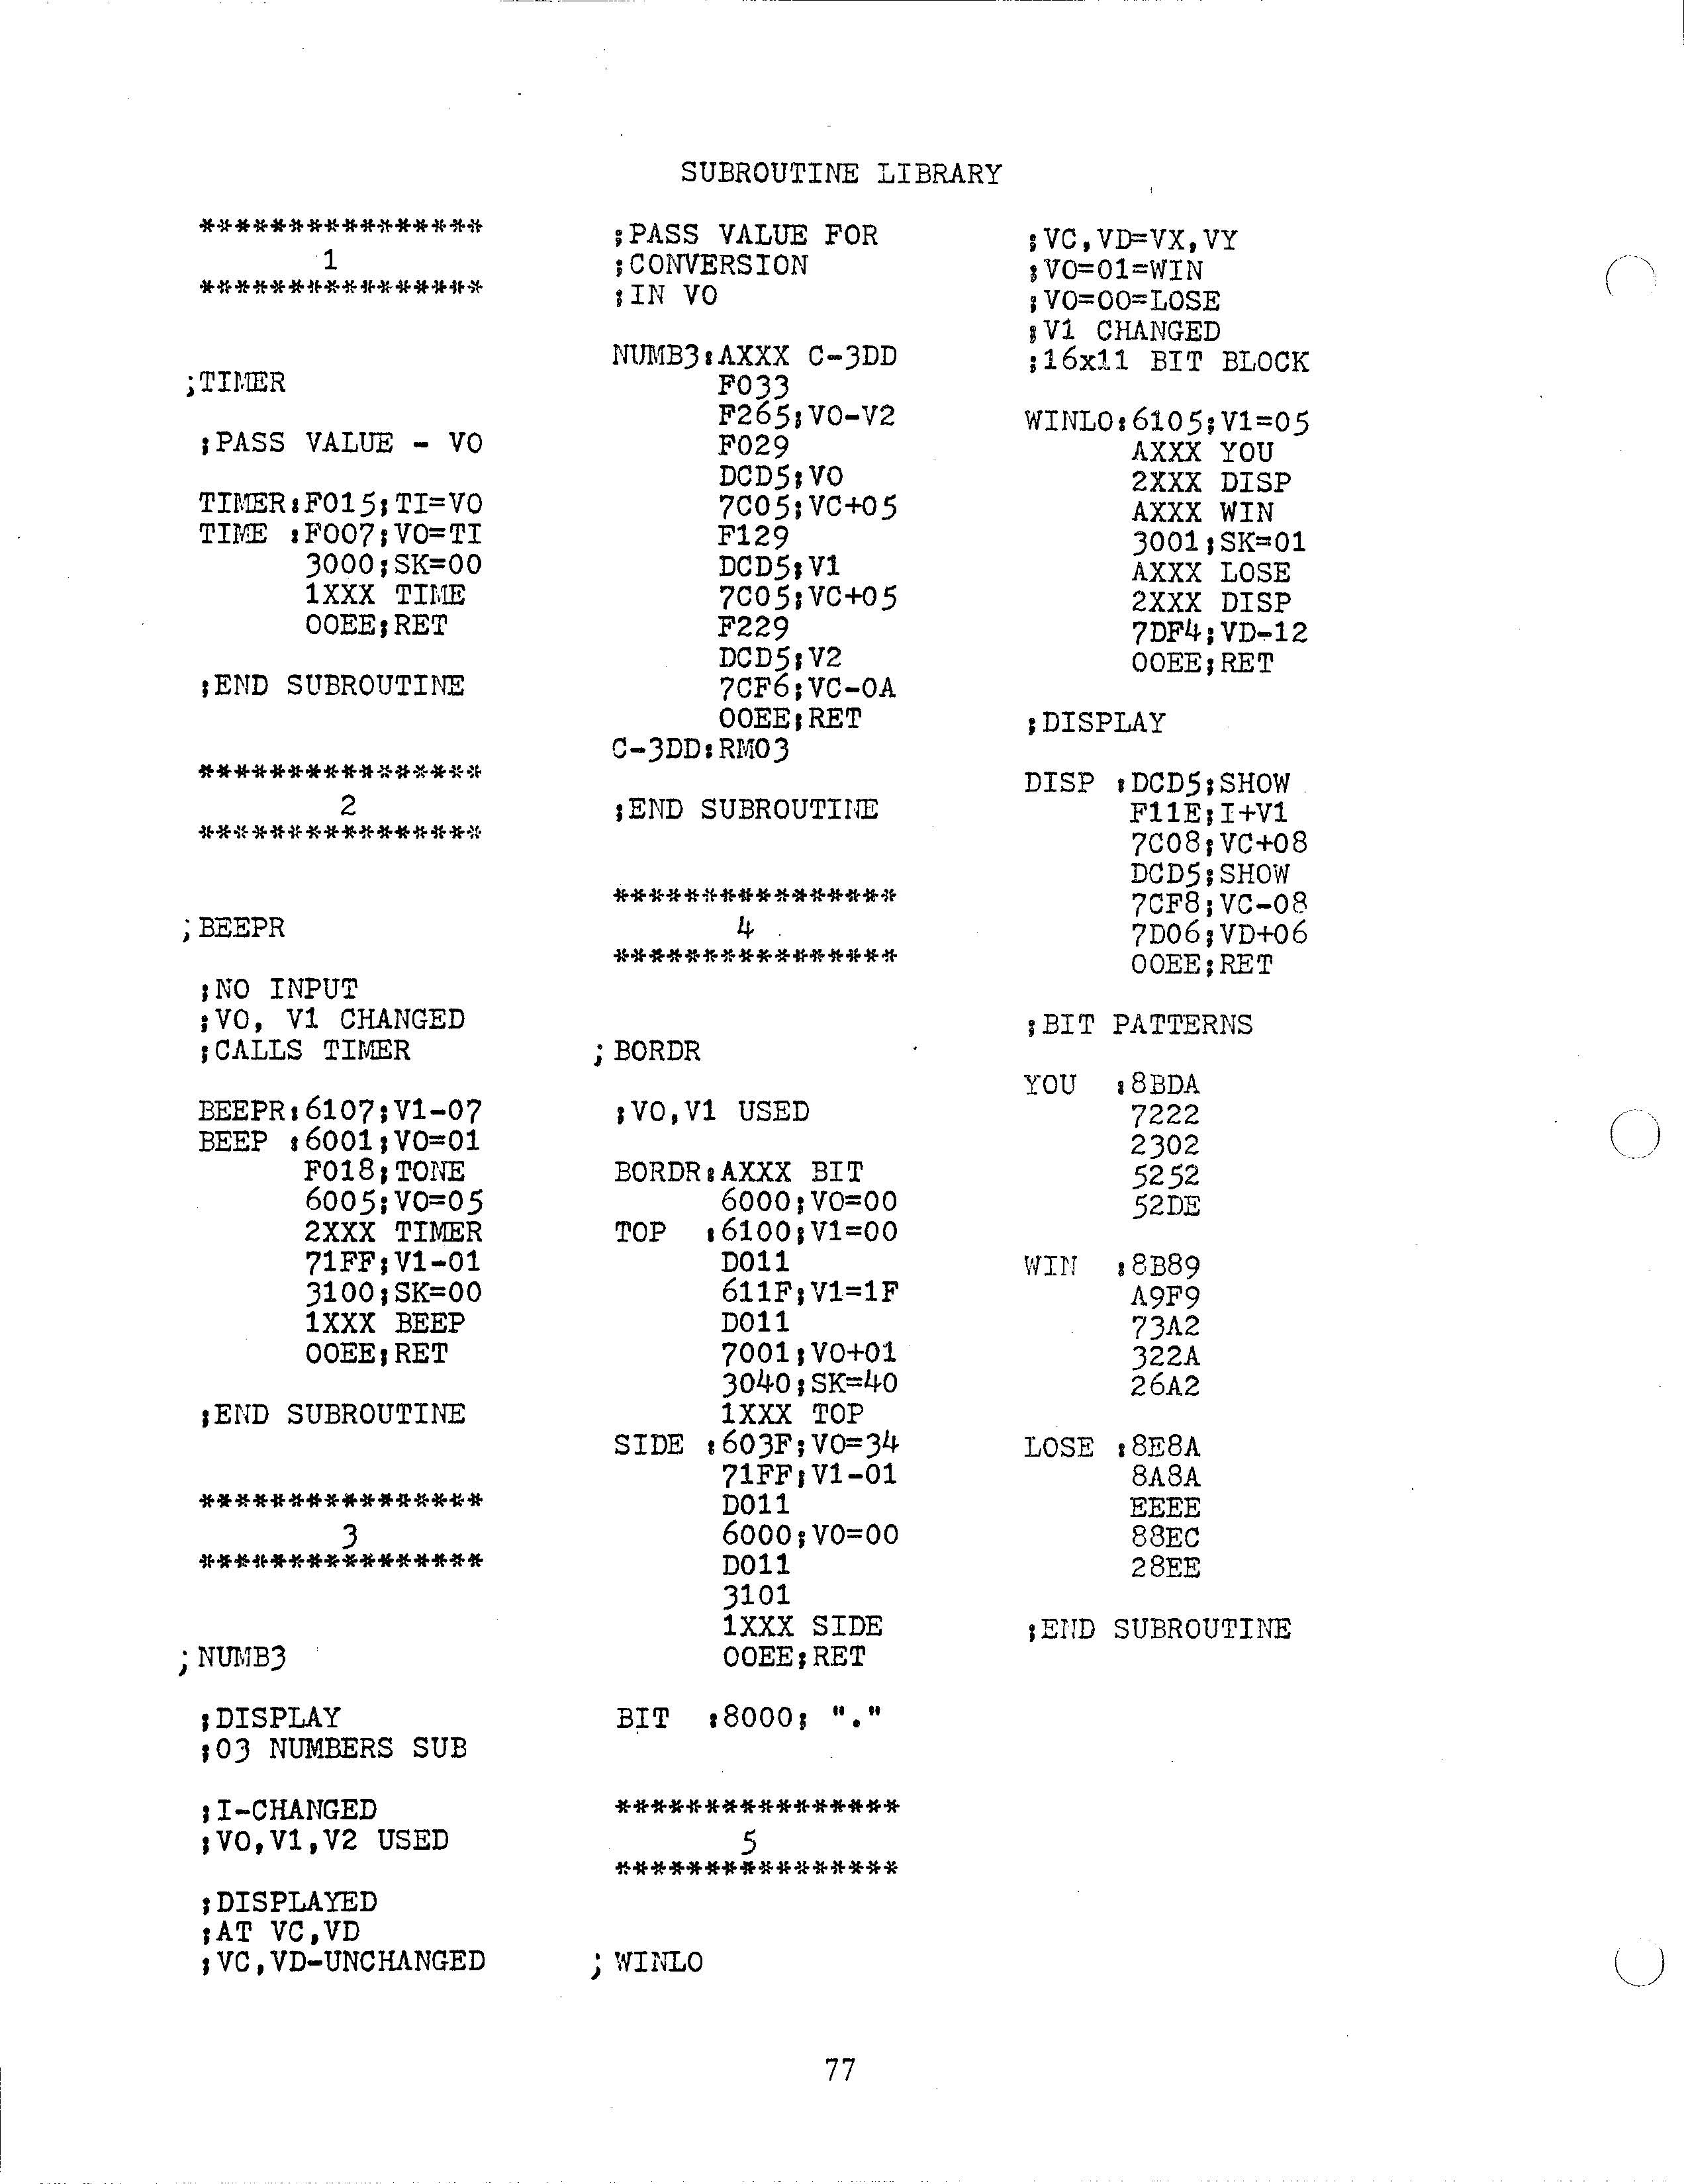 SUBROUTINE LIBRARY
****************
1
****************
;TIMER
;PASS VALUE - VO
TIMER:F015;TI=VO
TIME :F007;VO=TI
3000;SK=00
1XXX TIME
00EE;RET
;END SUBROUTINE
****************
2
****************
;BEEPR
;NO INPUT
;VO, V1 CHANGED
;CALLS TIMER
BEEPR:6107;V1-07
BEEP :6001;VO=01
F018;TONE
6005;VO=05
2XXX TIMER
71FF;V1-01
3100;SK=00
1XXX BEEP
00EE;RET
;END SUBROUTINE
****************
3
****************
;NUMB3
;DISPLAY
;03 NUMBERS SUB
;I-CHANGED
;VO,V1,V2 USED
;DISPLAYED
;AT VC,VD
;VC,VD-UNCHANGED
;PASS VALUE FOR
;CONVERSION
;IN VO
NUMB3:AXXX C-3DD
F033
F265;VO-V2
F029
DCD5;VO
7C05;VC+05
F129
DCD5;V1
7C05;VC+05
F229
DCD5;V2
7CF6;VC-0A
00EE;RET
C-3DD:RM03
;END SUBROUTINE
****************
4
****************
;BORDR
;VO,V1 USED
BORDR:AXXX BIT
6000;VO=00
TOP  :6100;V1=00
D011
611F;V1=1F
D011
7001;VO+01
3040;SK=40
1XXX TOP
SIDE :603F;VO=34
71FF;V1-01
D011
6000;VO=00
D011
3101
1XXX SIDE
00EE;RET
BIT  :8000; "."
****************
5
****************
;WINLO
;VC,VD=VX,VY
;VO=01=WIN
;VO=00=LOSE
;V1 CHANGED
;16x11 BIT BLOCK
WINLO:6105;V1=05
AXXX YOU
2XXX DISP
AXXX WIN
3001;SK=01
AXXX LOSE
2XXX DISP
7DF4;VD-12
00EE;RET
;DISPLAY
DISP :DCD5;SHOW
F11E;I+V1
7C08;VC+08
DCD5;SHOW
7CF8;VC-08
7D06;VD+06
00EE;RET
;BIT PATTERNS
YOU  :8BDA
7222
2302
5252
52DE
WIN  :8B89
A9F9
73A2
322A
26A2
LOSE :8E8A
8A8A
EEEE
88EC
28EE
;END SUBROUTINE
77